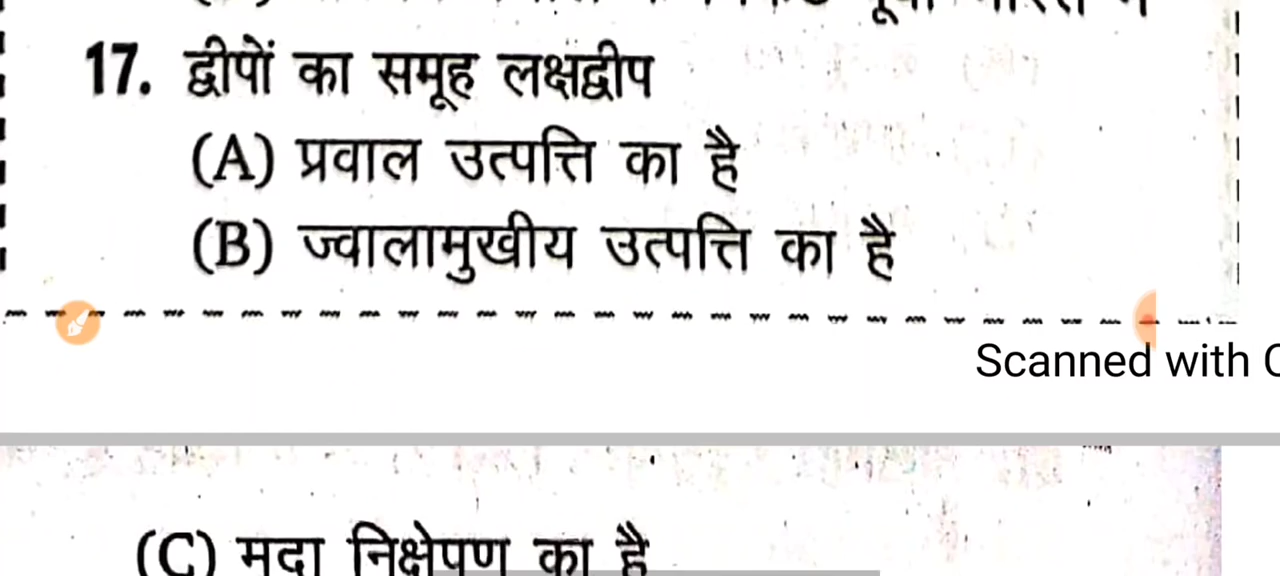 17. द्वीपों का समूह लक्षद्वीप
(A) प्रवाल उत्पत्ति का है
(B) ज्वालामुखीय उत्पत्ति का है
Scanned with
(C) मृदा निक्षेपण का है